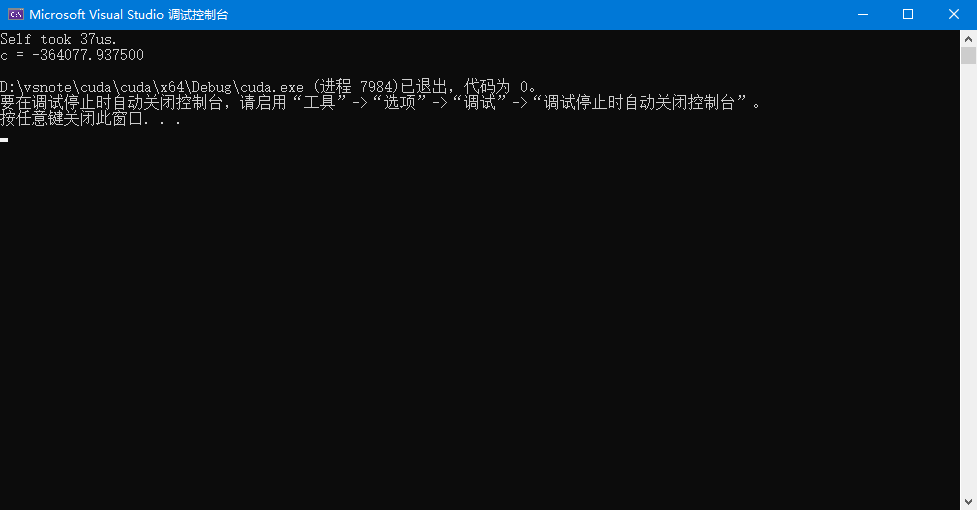 Microsoft Visual Studio 调试控制台
Self took 37us.
c = -364077.937500
D:\vsnote\cuda\cuda\x64\Debug\cuda.exe (进程 7984)已退出，代码为 0。
要在调试停止时自动关闭控制台，请启用“工具”->“选项”->“调试”->“调试停止时自动关闭控制台”。
按任意键关闭此窗口. . .